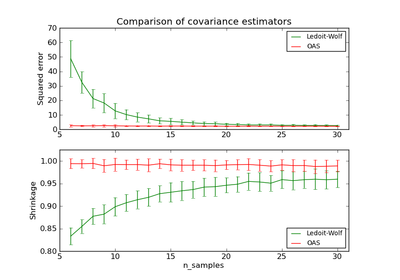 Comparison of covariance estimators
70
60
50
40
30
20
10
0
Squared error
Ledoit-Wolf
OAS
5 10 15 20 25 30
1.00
0.95
0.90
0.85
0.80
Shrinkage
Ledoit-Wolf
OAS
5 10 15 20 25 30
n_samples